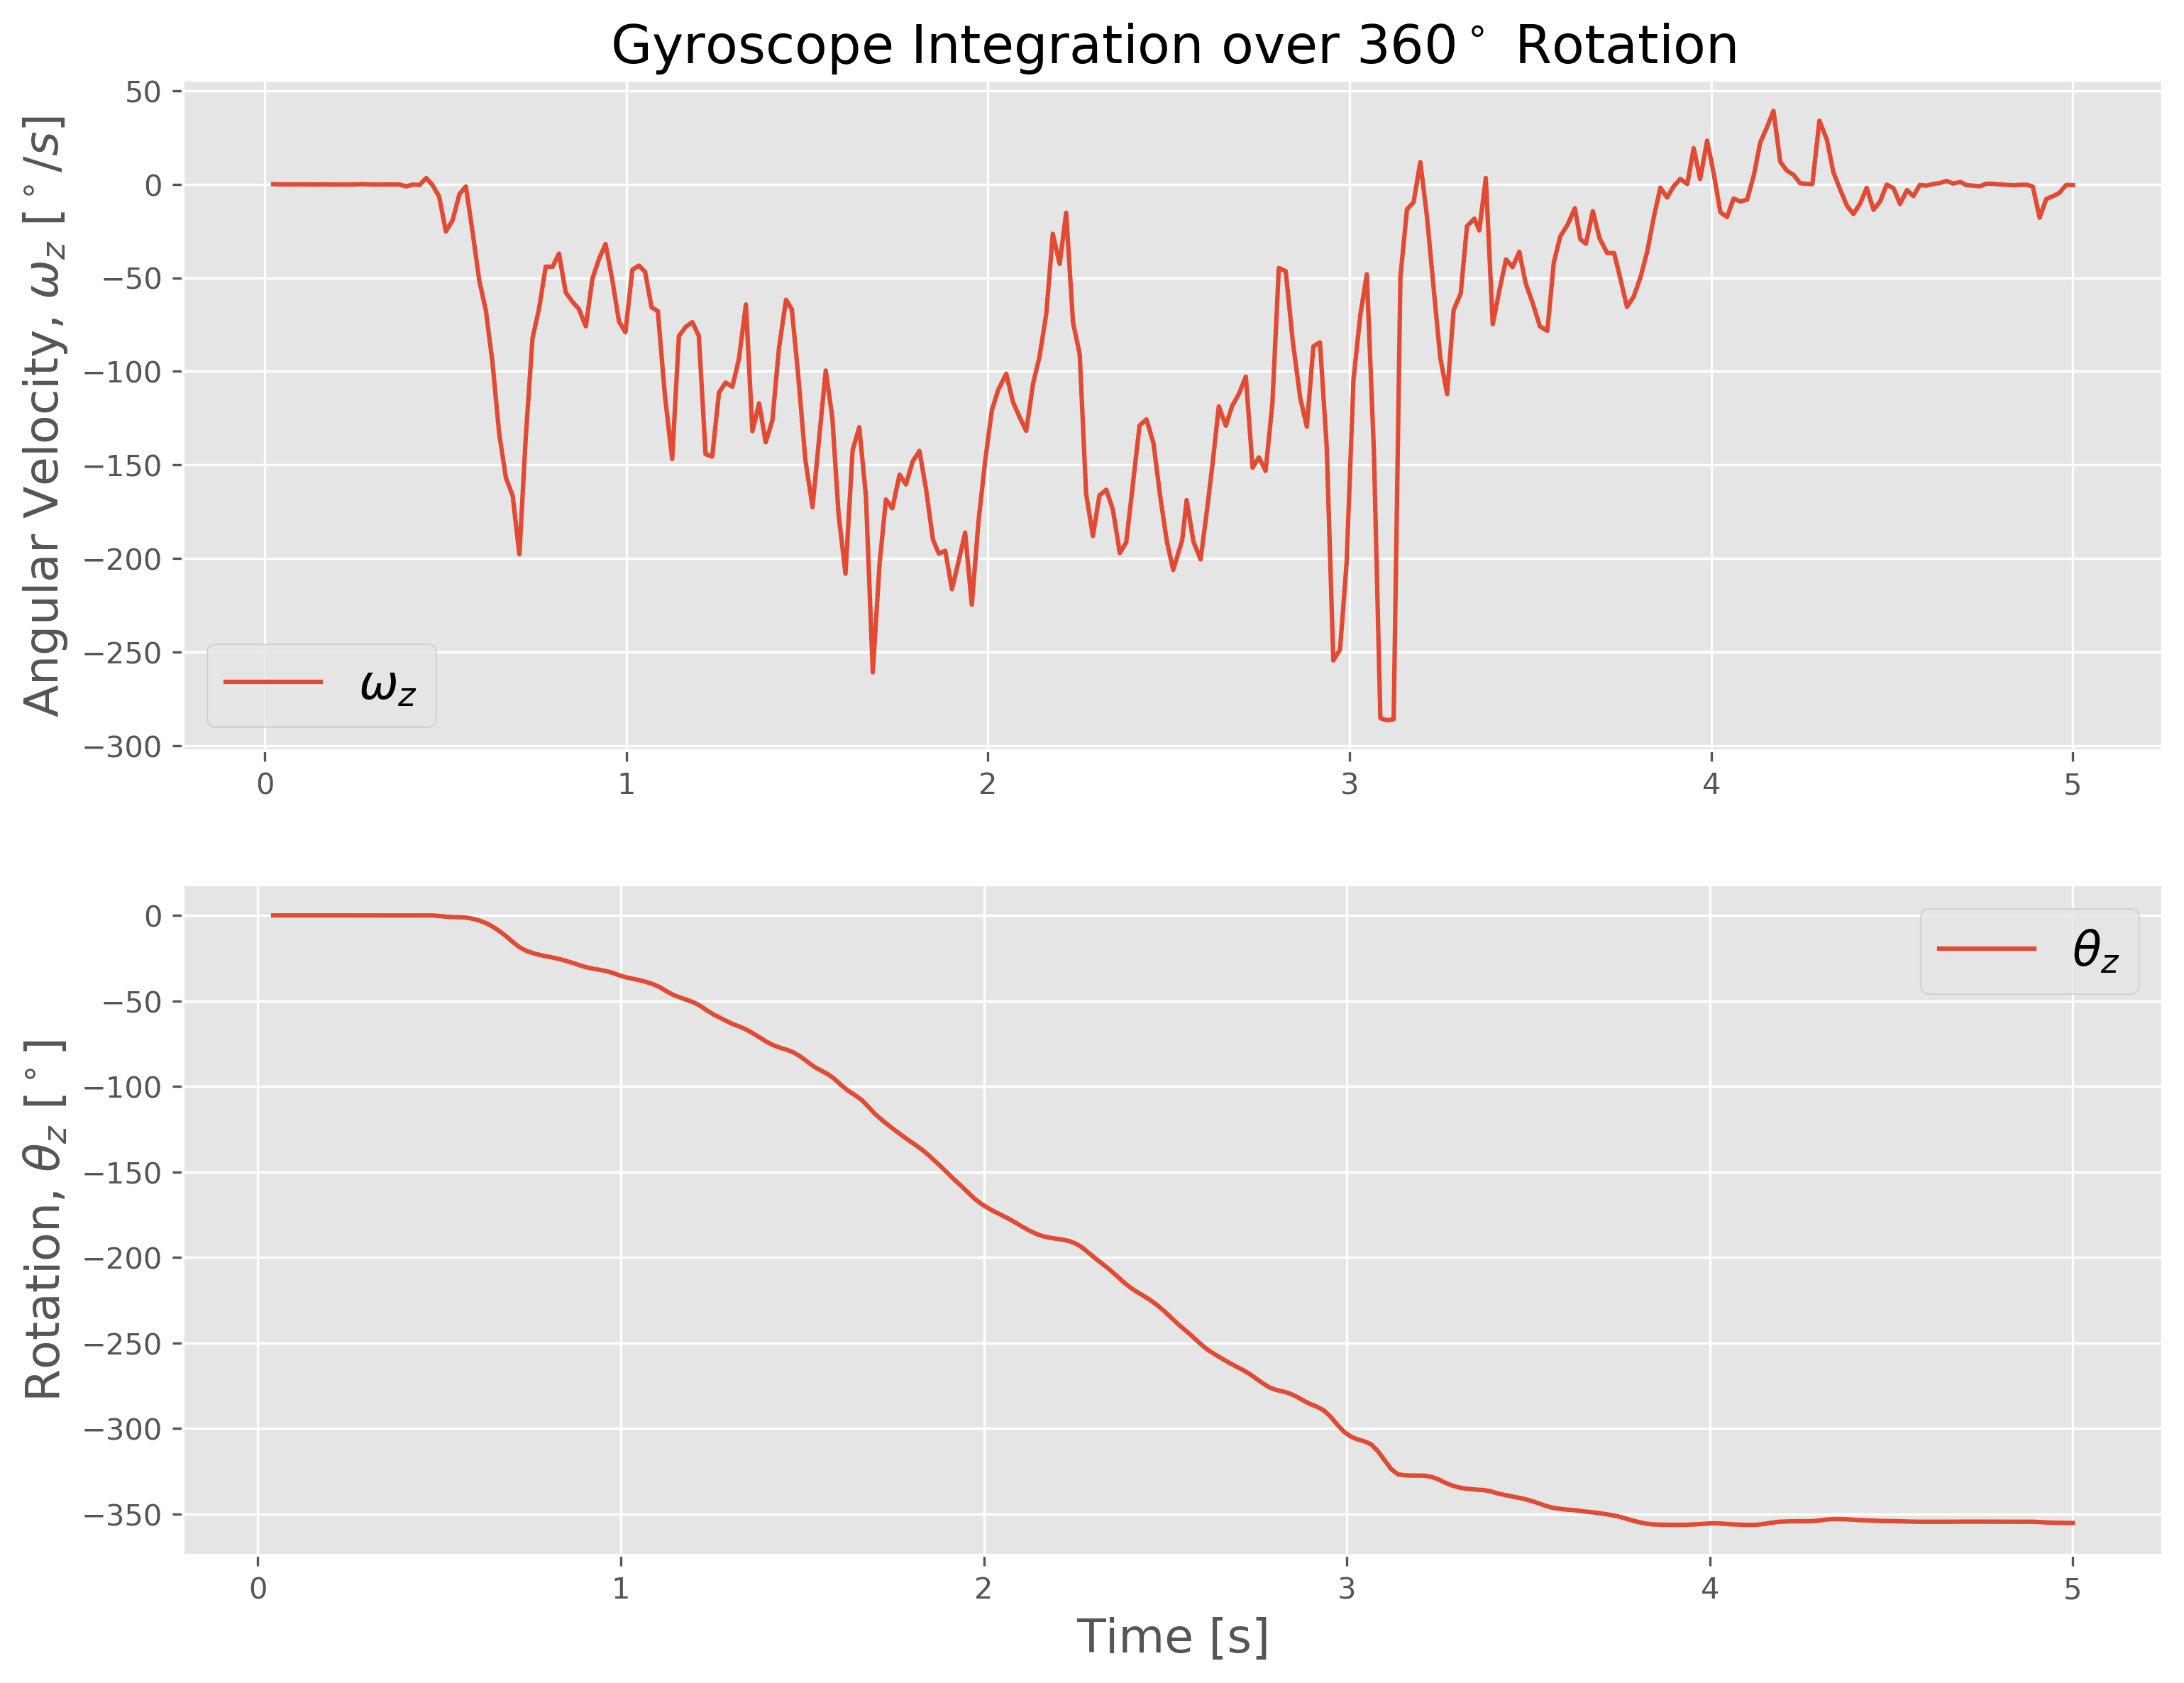 Gyroscope Integration over 360° Rotation
Angular Velocity, ω_z [°/s]
50
0
−50
−100
−150
−200
−250
−300
ω_z
0 1 2 3 4 5
Rotation, θ_z [°]
0
−50
−100
−150
−200
−250
−300
−350
θ_z
0 1 2 3 4 5
Time [s]